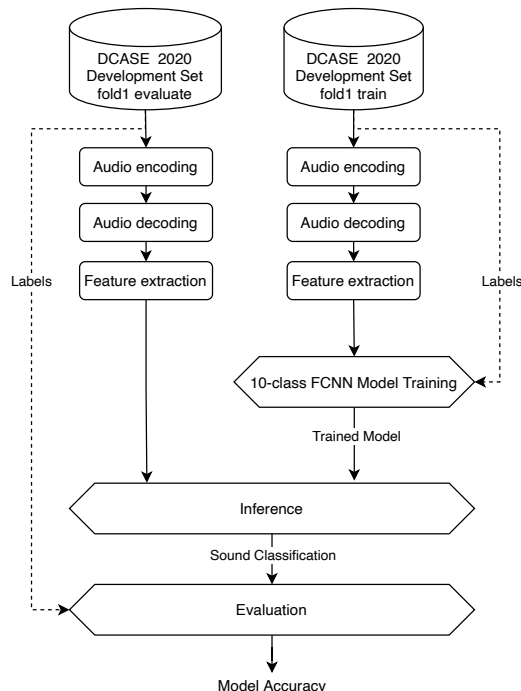 DCASE 2020
Development Set
fold1 evaluate
DCASE 2020
Development Set
fold1 train
Audio encoding
Audio encoding
Audio decoding
Audio decoding
Feature extraction
Feature extraction
Labels
Labels
10-class FCNN Model Training
Trained Model
Inference
Sound Classification
Evaluation
Model Accuracy